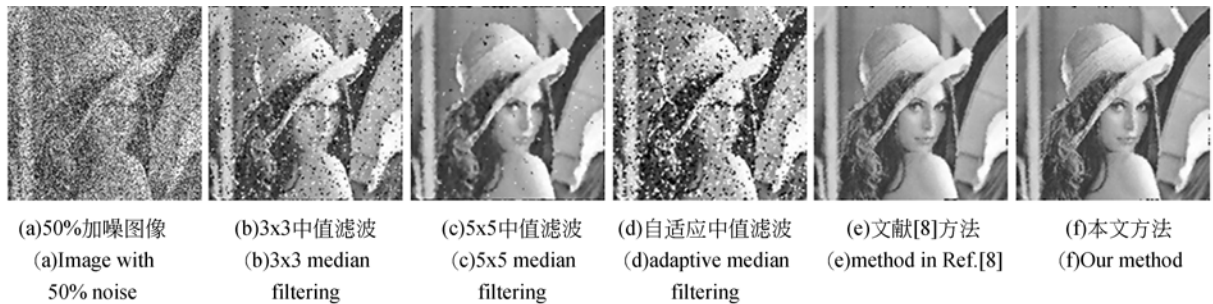 (a)50%加噪图像
(b)3x3中值滤波
(c)5x5中值滤波
(d)自适应中值滤波
(e)文献[8]方法
(f)本文方法
(a)Image with
50% noise
(b)3x3 median
filtering
(c)5x5 median
filtering
(d)adaptive median
filtering
(e)method in Ref.[8]
(f)Our method